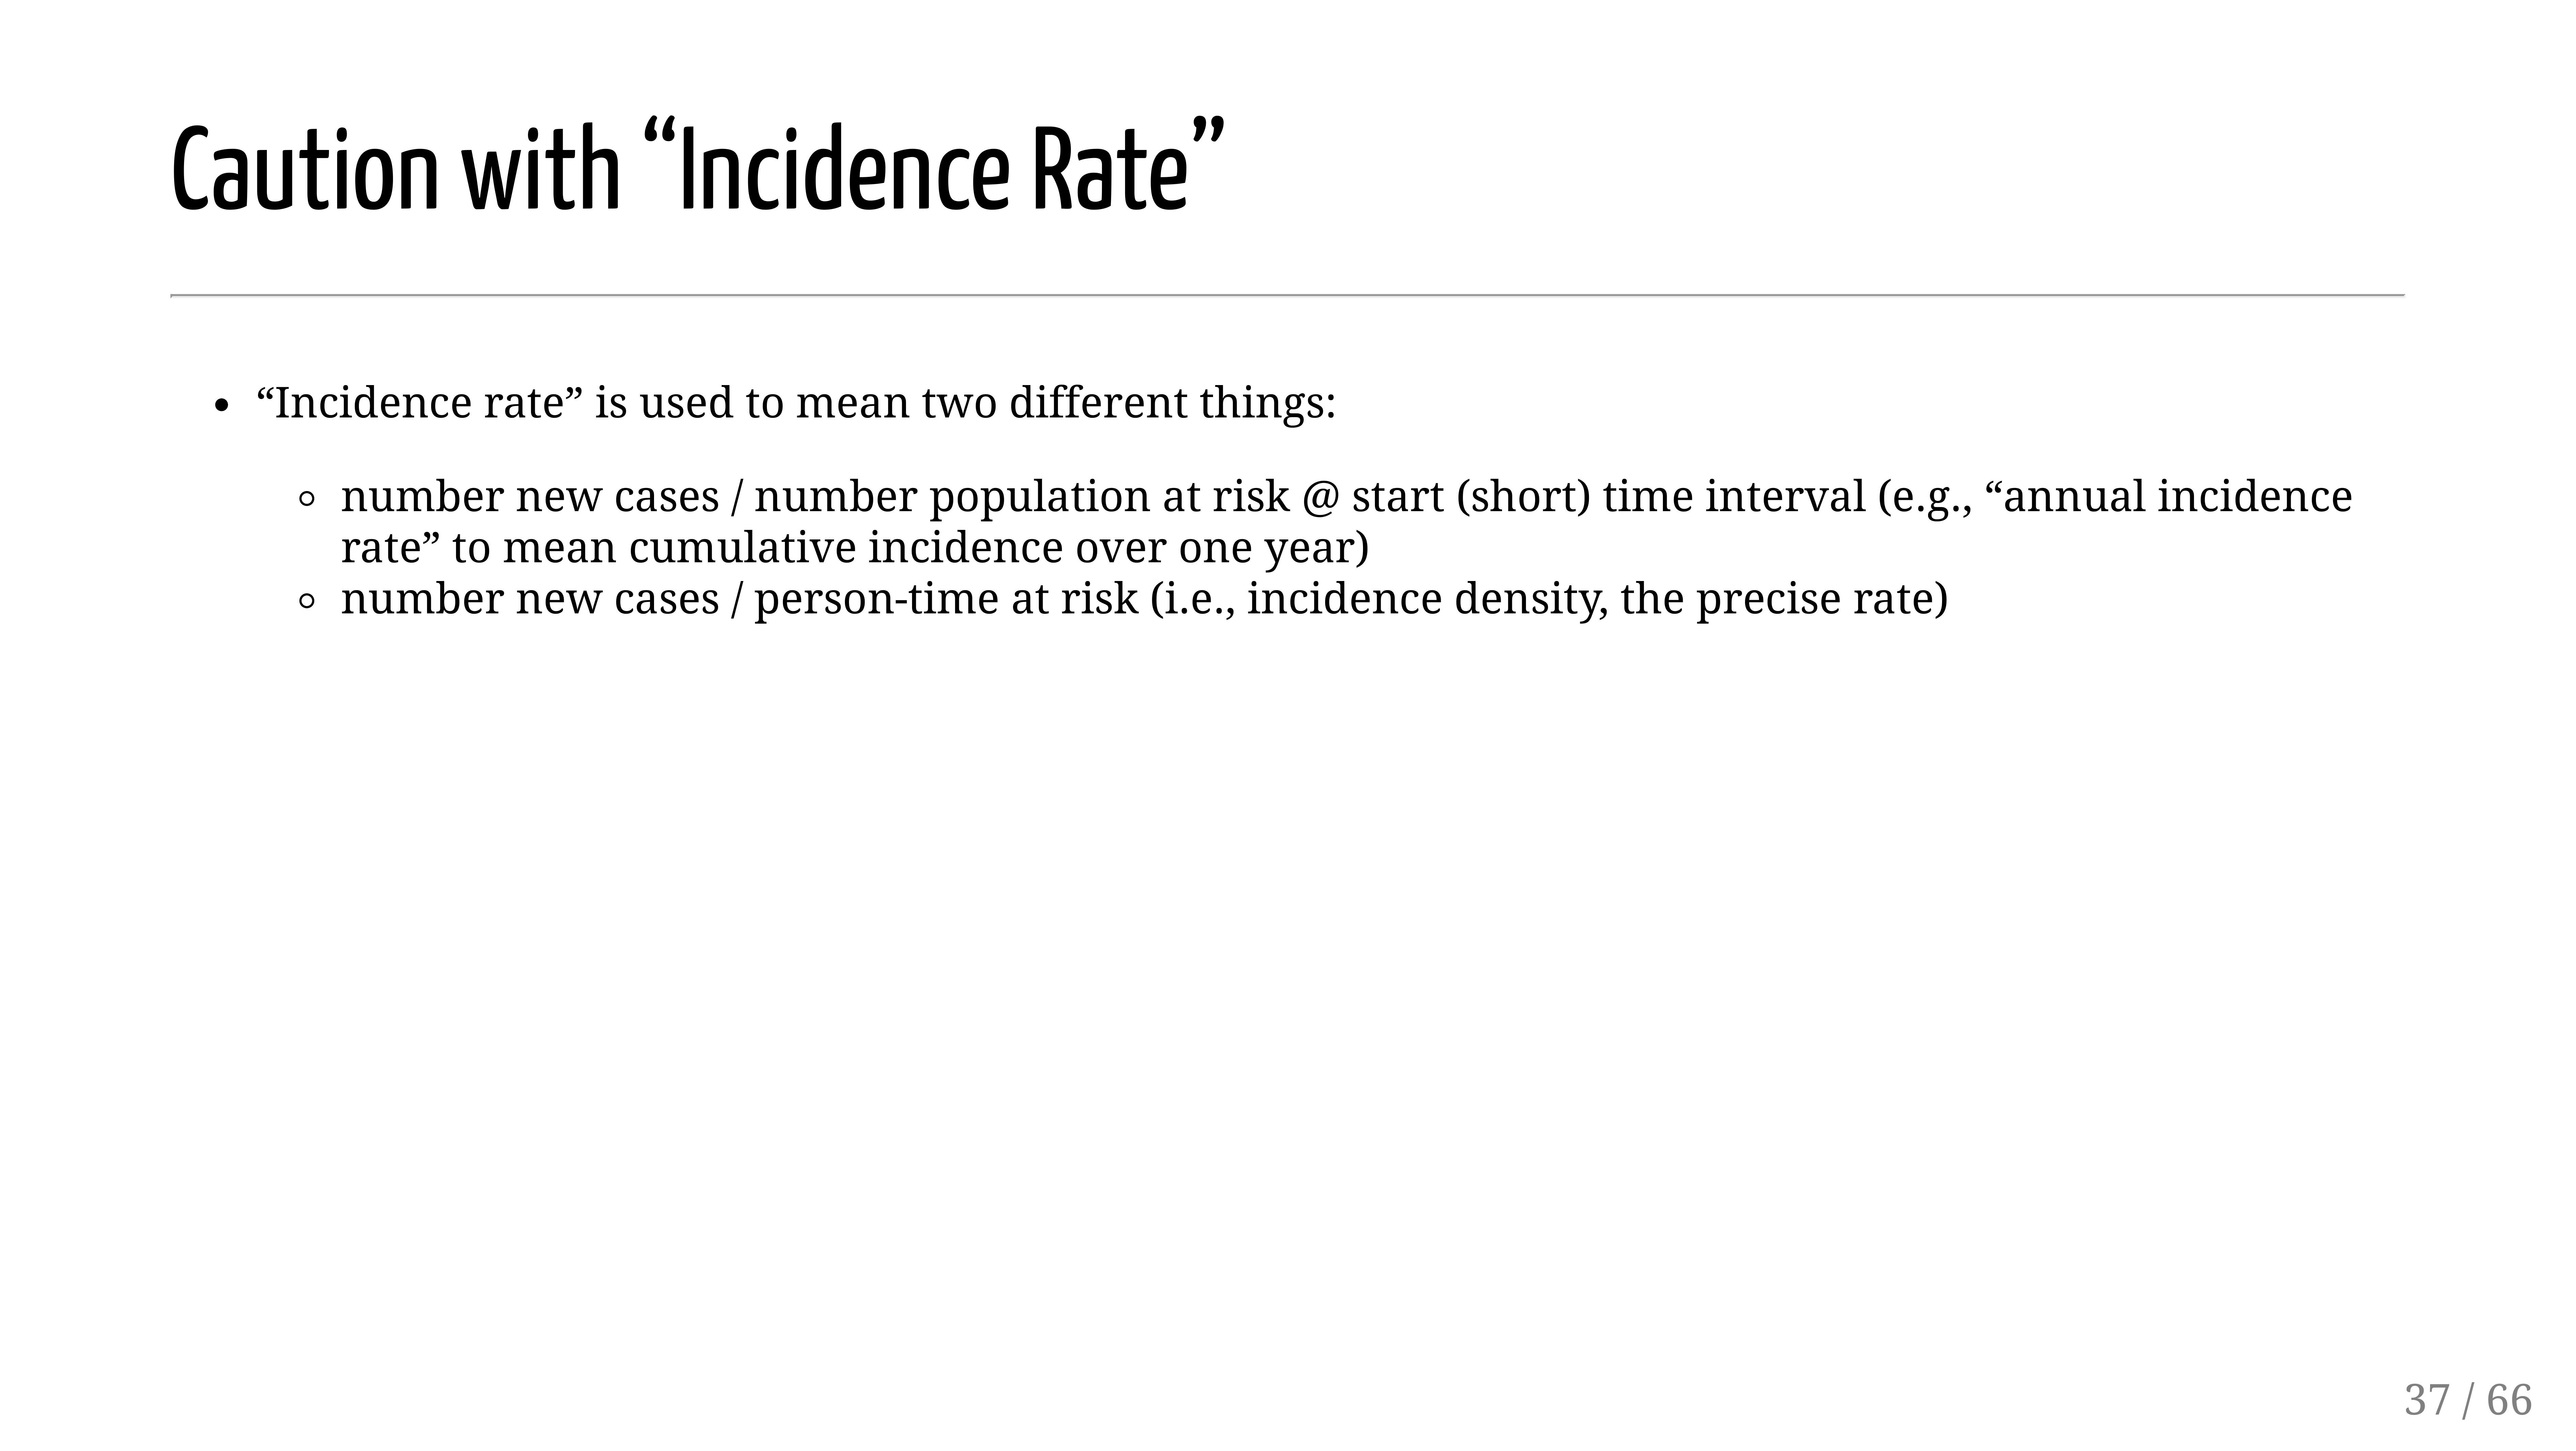 Caution with “Incidence Rate”
• “Incidence rate” is used to mean two different things:
◦ number new cases / number population at risk @ start (short) time interval (e.g., “annual incidence
rate” to mean cumulative incidence over one year)
◦ number new cases / person-time at risk (i.e., incidence density, the precise rate)
37 / 66